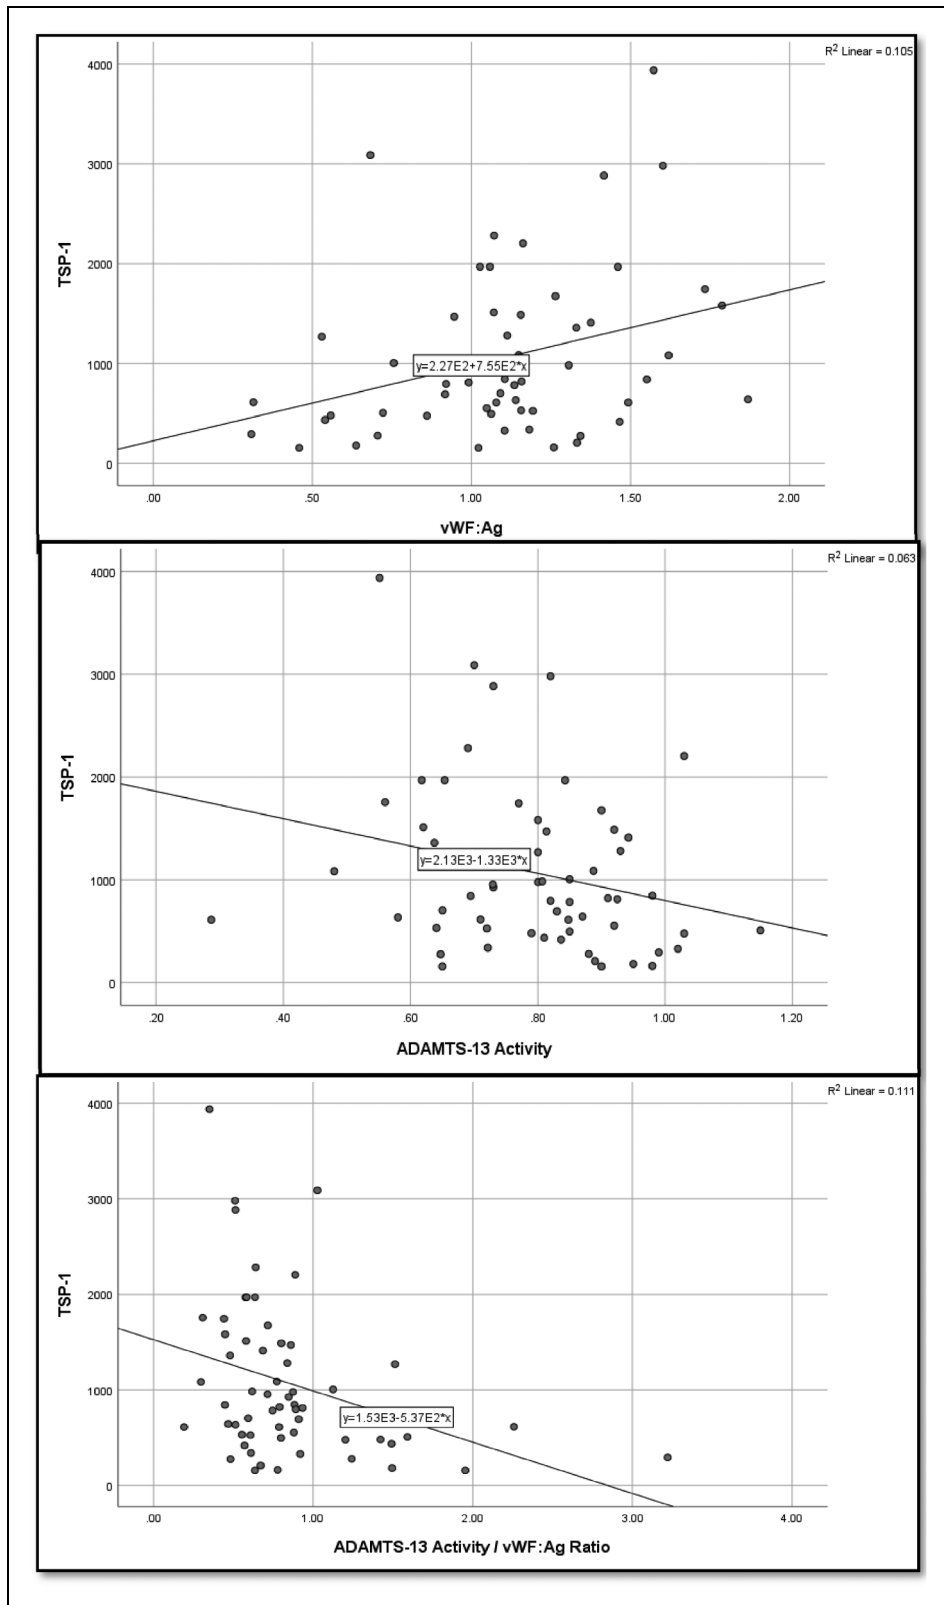 R2 Linear = 0.105
4000
3000
2000
1000
0
TSP-1
y=2.27E2+7.55E2*x
.00 .50 1.00 1.50 2.00
vWF:Ag
R2 Linear = 0.063
4000
3000
2000
1000
0
TSP-1
y=2.13E3-1.33E3*x
.20 .40 .60 .80 1.00 1.20
ADAMTS-13 Activity
R2 Linear = 0.111
4000
3000
2000
1000
0
TSP-1
y=1.53E3-5.37E2*x
.00 1.00 2.00 3.00 4.00
ADAMTS-13 Activity / vWF:Ag Ratio